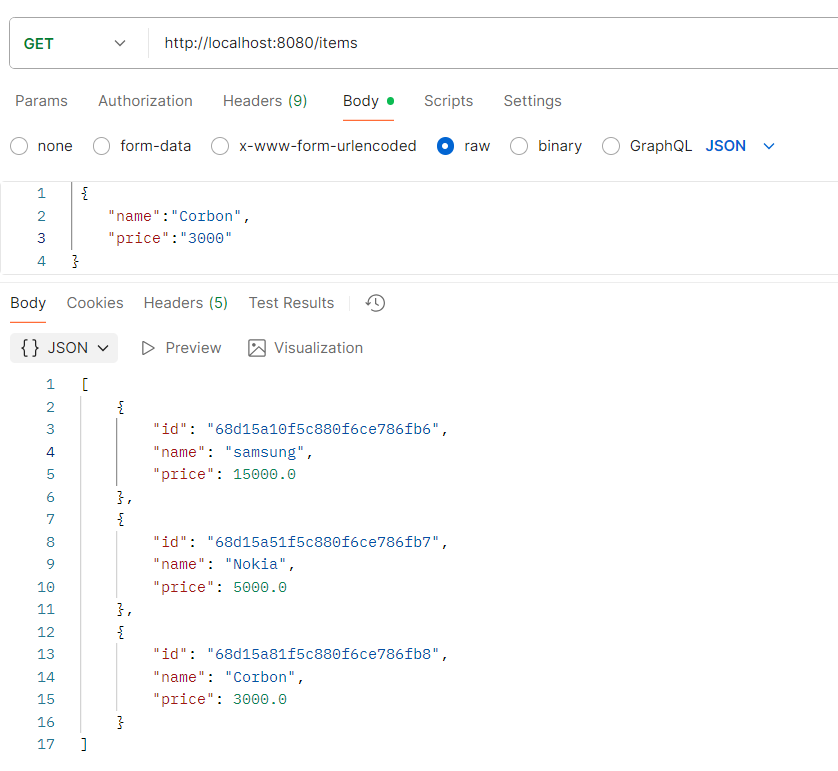 GET http://localhost:8080/items
Params Authorization Headers (9) Body Scripts Settings
none form-data x-www-form-urlencoded raw binary GraphQL JSON
1 {
2 "name":"Corbon",
3 "price":"3000"
4 }
Body Cookies Headers (5) Test Results
{} JSON Preview Visualization
1 [
2 {
3 "id": "68d15a10f5c880f6ce786fb6",
4 "name": "samsung",
5 "price": 15000.0
6 },
7 {
8 "id": "68d15a51f5c880f6ce786fb7",
9 "name": "Nokia",
10 "price": 5000.0
11 },
12 {
13 "id": "68d15a81f5c880f6ce786fb8",
14 "name": "Corbon",
15 "price": 3000.0
16 }
17 ]